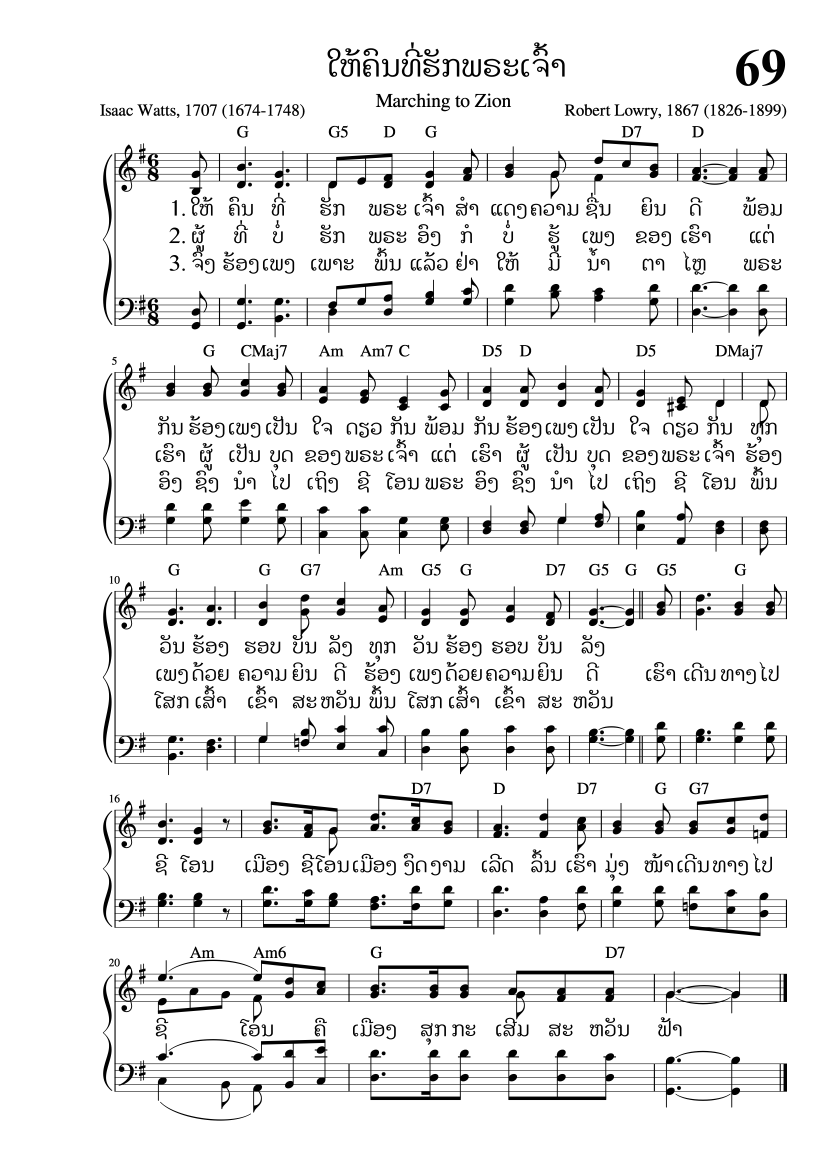 ໃຫ້ຄົນທີ່ຮັກພຣະເຈົ້າ
69
Marching to Zion
Isaac Watts, 1707 (1674-1748)
Robert Lowry, 1867 (1826-1899)
G G5 D G D7 D
6 8
1. ໃຫ້ ຄົນ ທີ່ ຮັກ ພຣະ ເຈົ້າ ສຳ ແດງ ຄວາມ ຊື່ນ ຍິນ ດີ ພ້ອມ
2. ຜູ້ ທີ່ ບໍ່ ຮັກ ພຣະ ອົງ ກໍ ບໍ່ ຮູ້ ເພງ ຂອງ ເຮົາ ແຕ່
3. ຈົ່ງ ຮ້ອງ ເພງ ເພາະ ພົ້ນ ແລ້ວ ຢ່າ ໃຫ້ ມີ ນ້ຳ ຕາ ໄຫຼ ພຣະ
6 8
5 G CMaj7 Am Am7 C D5 D D5 DMaj7
ກັນ ຮ້ອງ ເພງ ເປັນ ໃຈ ດຽວ ກັນ ພ້ອມ ກັນ ຮ້ອງ ເພງ ເປັນ ໃຈ ດຽວ ກັນ ທຸກ
ເຮົາ ຜູ້ ເປັນ ບຸດ ຂອງ ພຣະ ເຈົ້າ ແຕ່ ເຮົາ ຜູ້ ເປັນ ບຸດ ຂອງ ພຣະ ເຈົ້າ ຮ້ອງ
ອົງ ຊົງ ນຳ ໄປ ເຖິງ ຊີ ໂອນ ພຣະ ອົງ ຊົງ ນຳ ໄປ ເຖິງ ຊີ ໂອນ ພົ້ນ
10 G G G7 Am G5 G D7 G5 G G5 G
ວັນ ຮ້ອງ ຮອບ ບັນ ລັງ ທຸກ ວັນ ຮ້ອງ ຮອບ ບັນ ລັງ
ເພງ ດ້ວຍ ຄວາມ ຍິນ ດີ ຮ້ອງ ເພງ ດ້ວຍ ຄວາມ ຍິນ ດີ ເຮົາ ເດີນ ທາງ ໄປ
ໂສກ ເສົ້າ ເຂົ້າ ສະ ຫວັນ ພົ້ນ ໂສກ ເສົ້າ ເຂົ້າ ສະ ຫວັນ
16 D7 D D7 G G7
ຊີ ໂອນ ເມືອງ ຊີ ໂອນ ເມືອງ ງົດ ງາມ ເລີດ ລົ້ນ ເຮົາ ມຸ່ງ ໜ້າ ເດີນ ທາງ ໄປ
20 Am Am6 G D7
ຊີ ໂອນ ຄື ເມືອງ ສຸກ ກະ ເສີມ ສະ ຫວັນ ຟ້າ